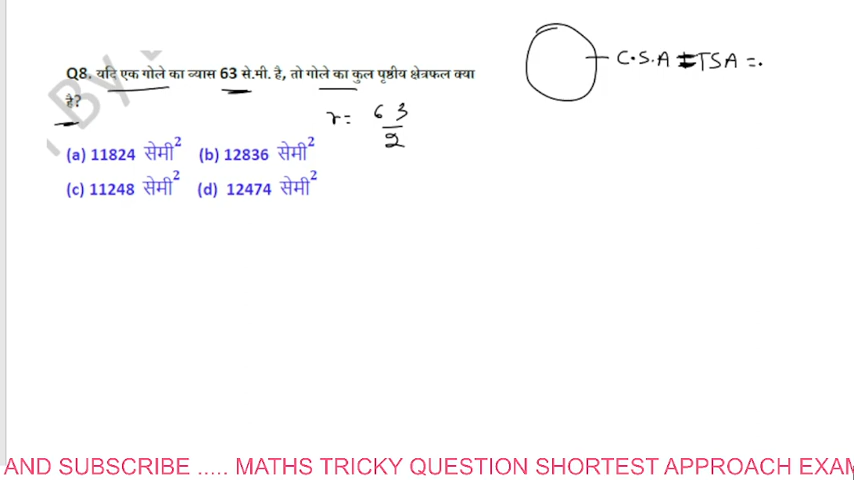 Q8. यदि एक गोले का व्यास 63 से.मी. है, तो गोले का कुल पृष्ठीय क्षेत्रफल क्या
है?
r = 63/2
(a) 11824 सेमी² (b) 12836 सेमी²
(c) 11248 सेमी² (d) 12474 सेमी²
C.S.A = TSA =
By
AND SUBSCRIBE ..... MATHS TRICKY QUESTION SHORTEST APPROACH EXAM